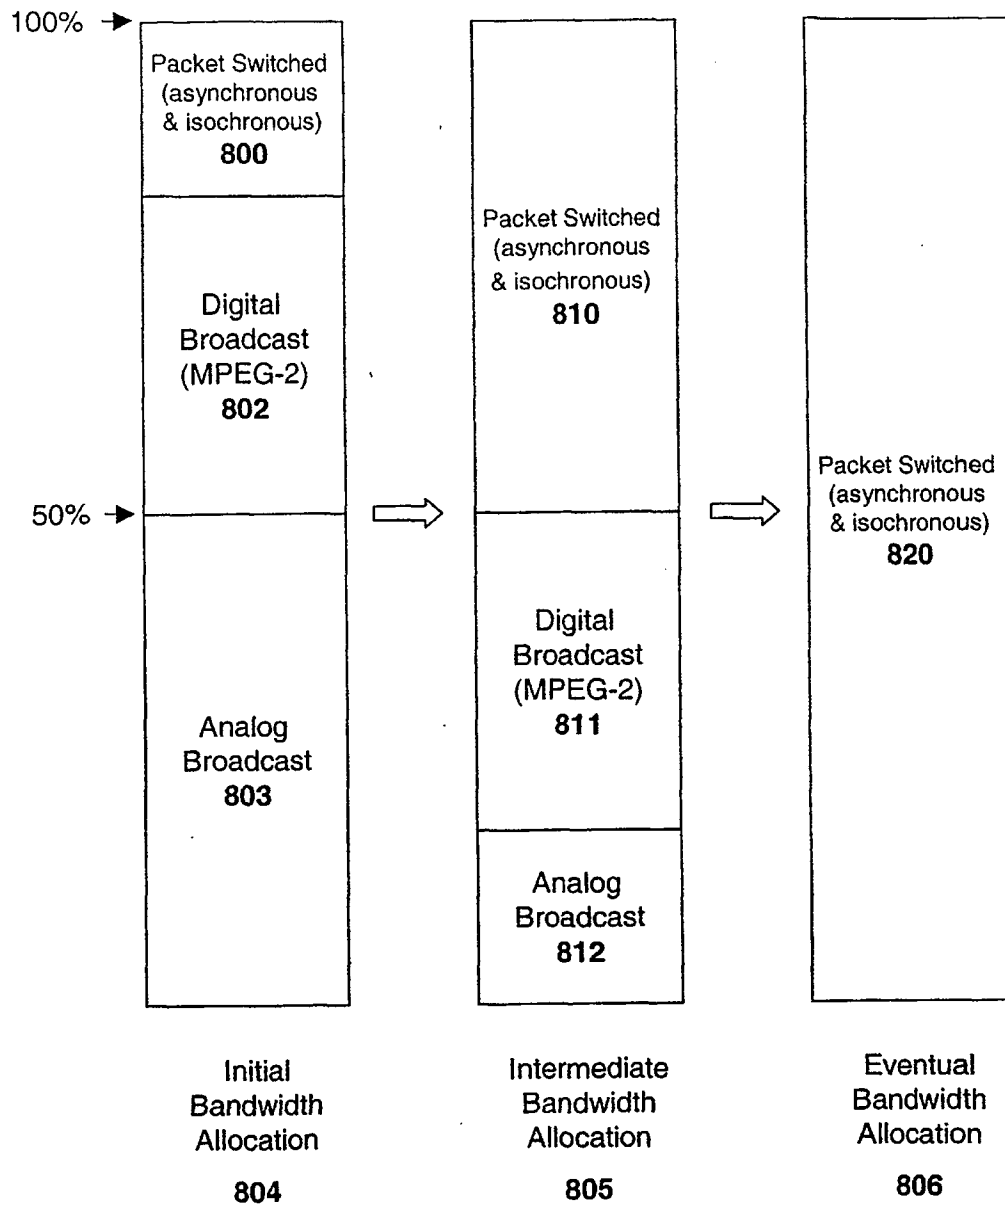 100%
Packet Switched
(asynchronous
& isochronous)
800
Digital
Broadcast
(MPEG-2)
802
50%
Analog
Broadcast
803
Packet Switched
(asynchronous
& isochronous)
810
Digital
Broadcast
(MPEG-2)
811
Analog
Broadcast
812
Packet Switched
(asynchronous
& isochronous)
820
Initial
Bandwidth
Allocation
804
Intermediate
Bandwidth
Allocation
805
Eventual
Bandwidth
Allocation
806